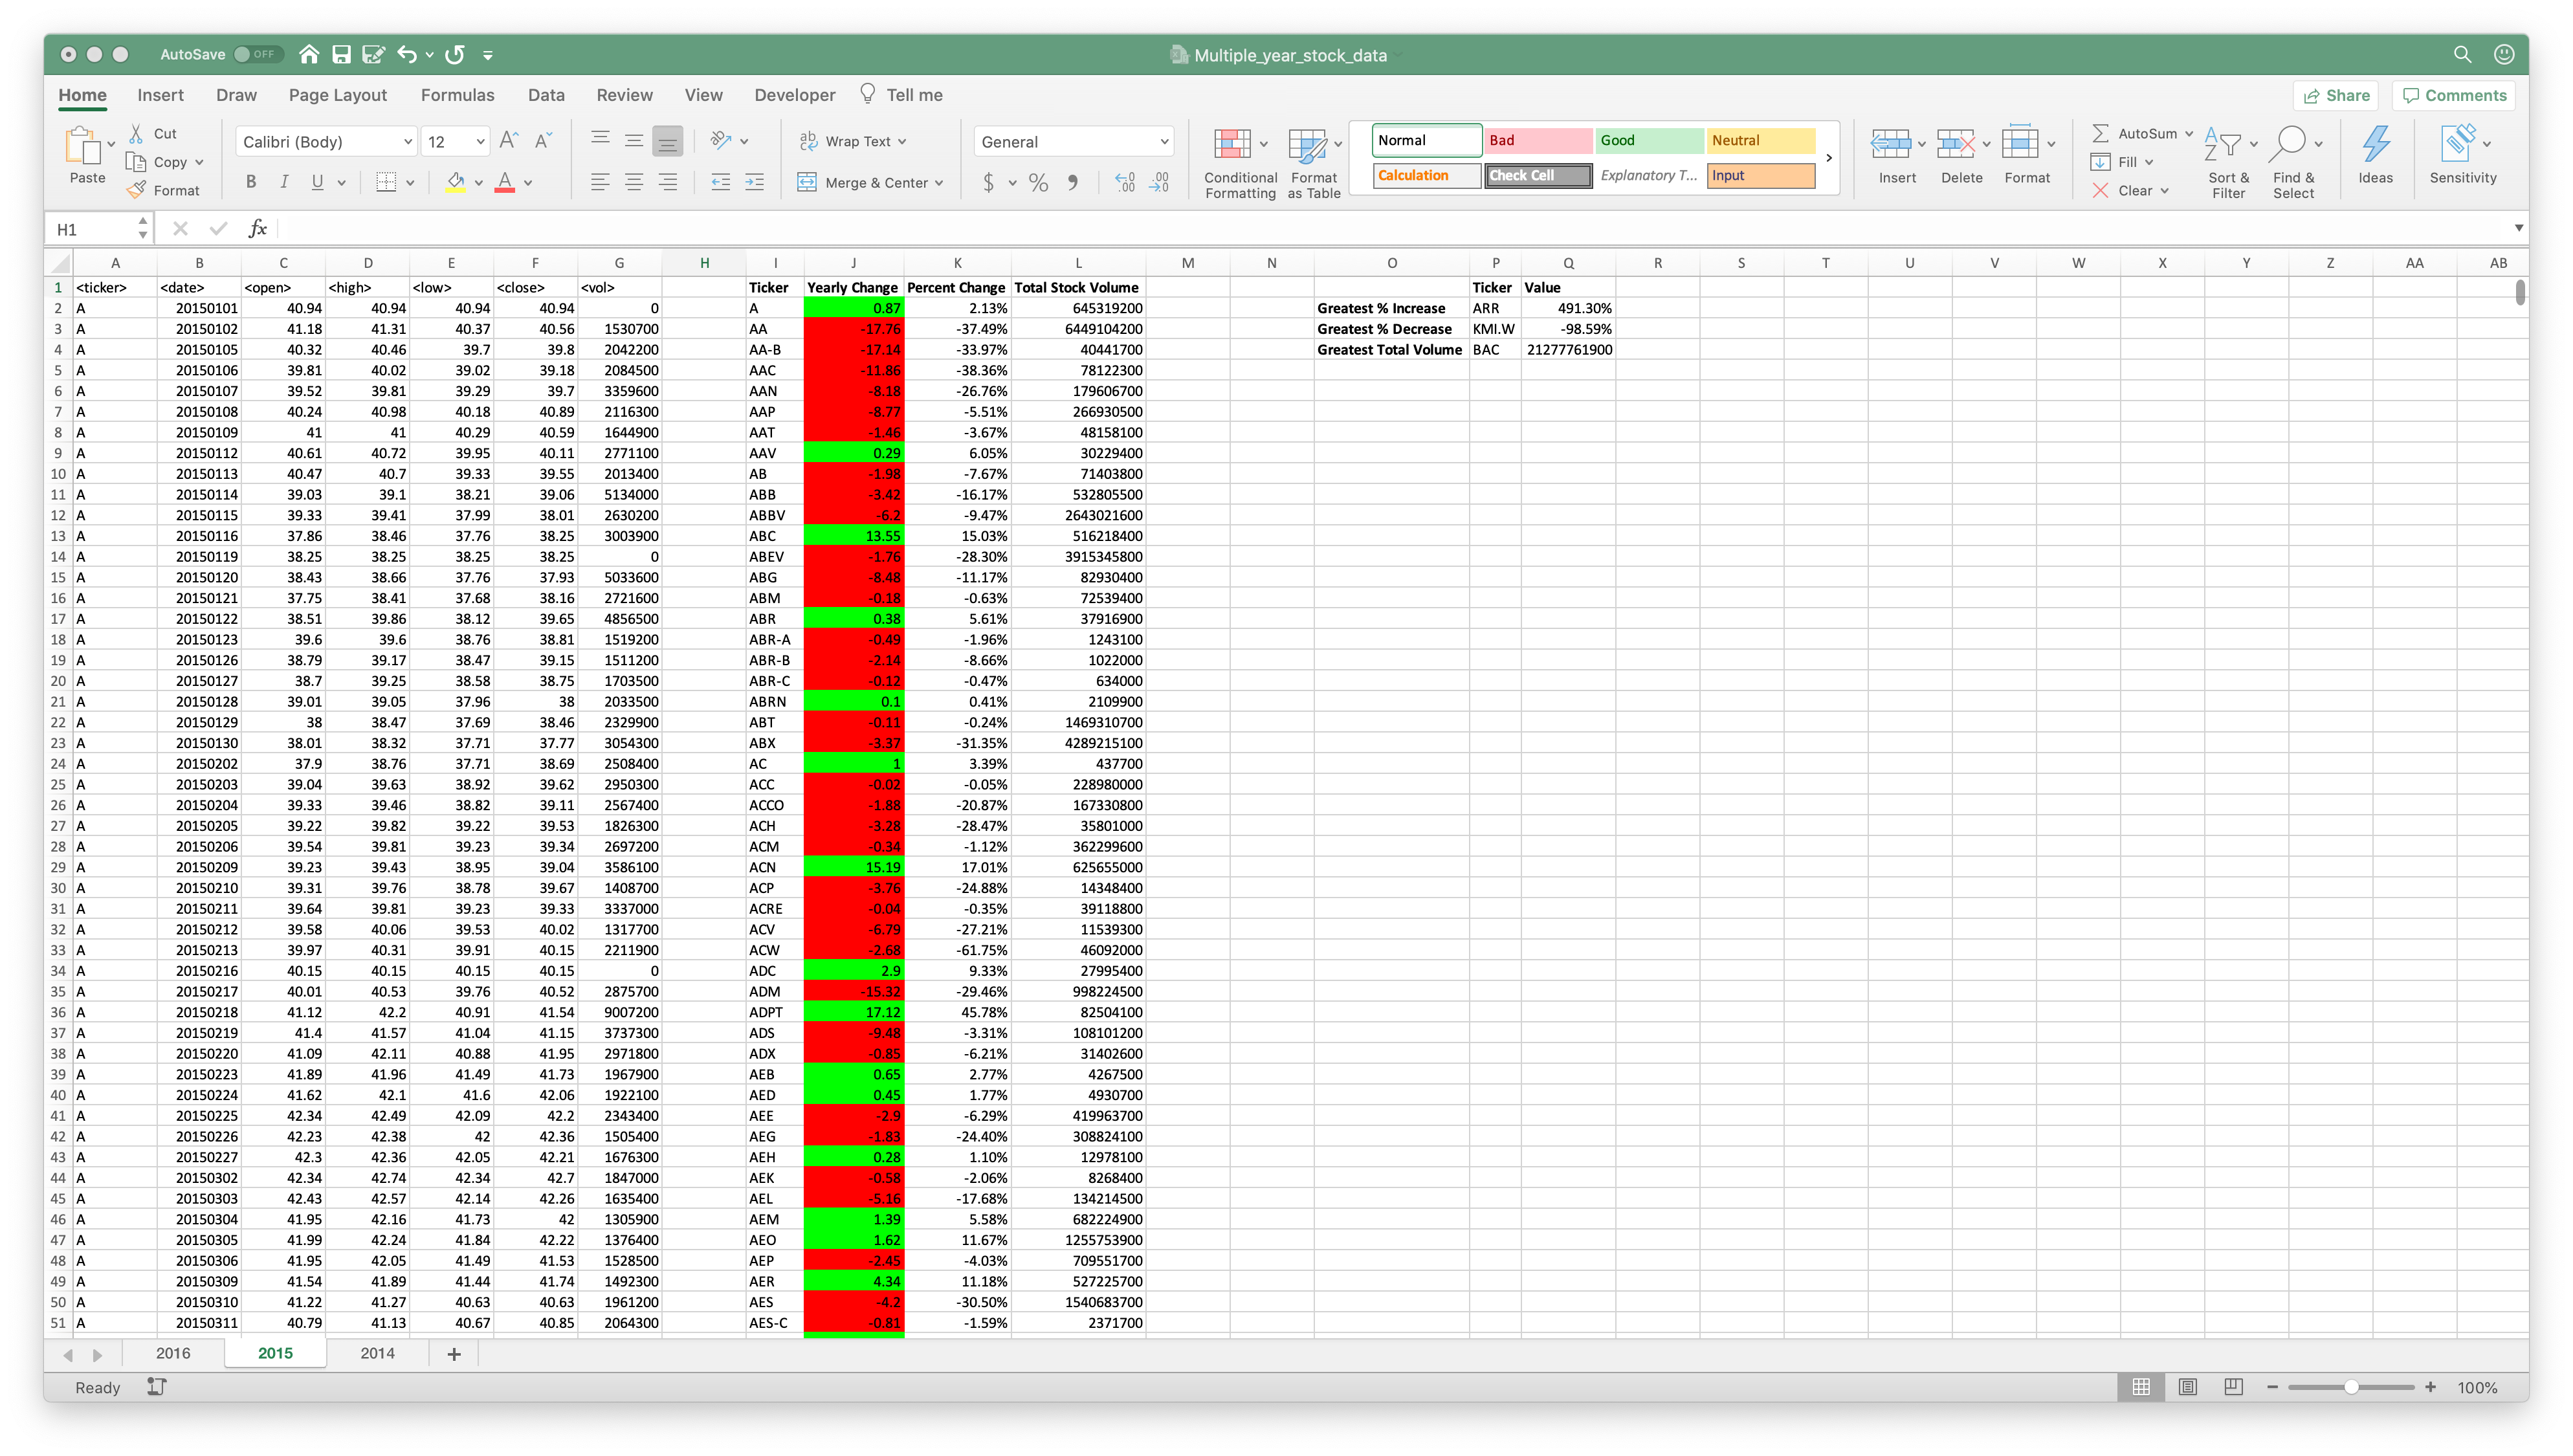 AutoSave OFF Multiple_year_stock_data
Home Insert Draw Page Layout Formulas Data Review View Developer Tell me Share Comments
Paste Cut Copy Format
Calibri (Body) 12 A^ Aˇ
B I U A
ab Wrap Text
Merge & Center
General
$ % , .00 .00
Conditional Formatting Format as Table
Normal Bad Good Neutral
Calculation Check Cell Explanatory T... Input
Insert Delete Format
AutoSum Fill Clear
Sort & Filter Find & Select Ideas Sensitivity
H1 fx
A B C D E F G H I J K L M N O P Q R S T U V W X Y Z AA AB
1 <ticker> <date> <open> <high> <low> <close> <vol> Ticker Yearly Change Percent Change Total Stock Volume Ticker Value
2 A 20150101 40.94 40.94 40.94 40.94 0 A 0.87 2.13% 645319200 Greatest % Increase ARR 491.30%
3 A 20150102 41.18 41.31 40.37 40.56 1530700 AA -17.76 -37.49% 6449104200 Greatest % Decrease KMI.W -98.59%
4 A 20150105 40.32 40.46 39.7 39.8 2042200 AA-B -17.14 -33.97% 40441700 Greatest Total Volume BAC 21277761900
5 A 20150106 39.81 40.02 39.02 39.18 2084500 AAC -11.86 -38.36% 78122300
6 A 20150107 39.52 39.81 39.29 39.7 3359600 AAN -8.18 -26.76% 179606700
7 A 20150108 40.24 40.98 40.18 40.89 2116300 AAP -8.77 -5.51% 266930500
8 A 20150109 41 41 40.29 40.59 1644900 AAT -1.46 -3.67% 48158100
9 A 20150112 40.61 40.72 39.95 40.11 2771100 AAV 0.29 6.05% 30229400
10 A 20150113 40.47 40.7 39.33 39.55 2013400 AB -1.98 -7.67% 71403800
11 A 20150114 39.03 39.1 38.21 39.06 5134000 ABB -3.42 -16.17% 532805500
12 A 20150115 39.33 39.41 37.99 38.01 2630200 ABBV -6.2 -9.47% 2643021600
13 A 20150116 37.86 38.46 37.76 38.25 3003900 ABC 13.55 15.03% 516218400
14 A 20150119 38.25 38.25 38.25 38.25 0 ABEV -1.76 -28.30% 3915345800
15 A 20150120 38.43 38.66 37.76 37.93 5033600 ABG -8.48 -11.17% 82930400
16 A 20150121 37.75 38.41 37.68 38.16 2721600 ABM -0.18 -0.63% 72539400
17 A 20150122 38.51 39.86 38.12 39.65 4856500 ABR 0.38 5.61% 37916900
18 A 20150123 39.6 39.6 38.76 38.81 1519200 ABR-A -0.49 -1.96% 1243100
19 A 20150126 38.79 39.17 38.47 39.15 1511200 ABR-B -2.14 -8.66% 1022000
20 A 20150127 38.7 39.25 38.58 38.75 1703500 ABR-C -0.12 -0.47% 634000
21 A 20150128 39.01 39.05 37.96 38 2033500 ABRN 0.1 0.41% 2109900
22 A 20150129 38 38.47 37.69 38.46 2329900 ABT -0.11 -0.24% 1469310700
23 A 20150130 38.01 38.32 37.71 37.77 3054300 ABX -3.37 -31.35% 4289215100
24 A 20150202 37.9 38.76 37.71 38.69 2508400 AC 1 3.39% 437700
25 A 20150203 39.04 39.63 38.92 39.62 2950300 ACC -0.02 -0.05% 228980000
26 A 20150204 39.33 39.46 38.82 39.11 2567400 ACCO -1.88 -20.87% 167330800
27 A 20150205 39.22 39.82 39.22 39.53 1826300 ACH -3.28 -28.47% 35801000
28 A 20150206 39.54 39.81 39.23 39.34 2697200 ACM -0.34 -1.12% 362299600
29 A 20150209 39.23 39.43 38.95 39.04 3586100 ACN 15.19 17.01% 625655000
30 A 20150210 39.31 39.76 38.78 39.67 1408700 ACP -3.76 -24.88% 14348400
31 A 20150211 39.64 39.81 39.23 39.33 3337000 ACRE -0.04 -0.35% 39118800
32 A 20150212 39.58 40.06 39.53 40.02 1317700 ACV -6.79 -27.21% 11539300
33 A 20150213 39.97 40.31 39.91 40.15 2211900 ACW -2.68 -61.75% 46092000
34 A 20150216 40.15 40.15 40.15 40.15 0 ADC 2.9 9.33% 27995400
35 A 20150217 40.01 40.53 39.76 40.52 2875700 ADM -15.32 -29.46% 998224500
36 A 20150218 41.12 42.2 40.91 41.54 9007200 ADPT 17.12 45.78% 82504100
37 A 20150219 41.4 41.57 41.04 41.15 3737300 ADS -9.48 -3.31% 108101200
38 A 20150220 41.09 42.11 40.88 41.95 2971800 ADX -0.85 -6.21% 31402600
39 A 20150223 41.89 41.96 41.49 41.73 1967900 AEB 0.65 2.77% 4267500
40 A 20150224 41.62 42.1 41.6 42.06 1922100 AED 0.45 1.77% 4930700
41 A 20150225 42.34 42.49 42.09 42.2 2343400 AEE -2.9 -6.29% 419963700
42 A 20150226 42.23 42.38 42 42.36 1505400 AEG -1.83 -24.40% 308824100
43 A 20150227 42.3 42.36 42.05 42.21 1676300 AEH 0.28 1.10% 12978100
44 A 20150302 42.34 42.74 42.34 42.7 1847000 AEK -0.58 -2.06% 8268400
45 A 20150303 42.43 42.57 42.14 42.26 1635400 AEL -5.16 -17.68% 134214500
46 A 20150304 41.95 42.16 41.73 42 1305900 AEM 1.39 5.58% 682224900
47 A 20150305 41.99 42.24 41.84 42.22 1376400 AEO 1.62 11.67% 1255753900
48 A 20150306 41.95 42.05 41.49 41.53 1528500 AEP -2.45 -4.03% 709551700
49 A 20150309 41.54 41.89 41.44 41.74 1492300 AER 4.34 11.18% 527225700
50 A 20150310 41.22 41.27 40.63 40.63 1961200 AES -4.2 -30.50% 1540683700
51 A 20150311 40.79 41.13 40.67 40.85 2064300 AES-C -0.81 -1.59% 2371700
2016 2015 2014 +
Ready 100%